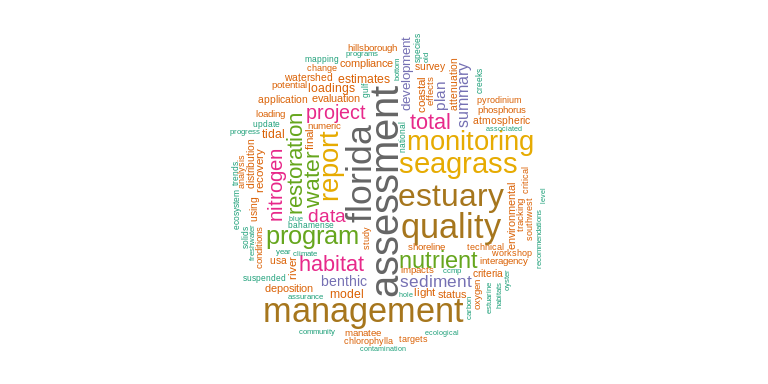 hillsborough
programs
mapping
change
compliance
watershed
potential
estimates
loadings
application
evaluation
loading
project
update
numeric
progress
tidal
final
nitrogen
restoration
water
report
florida
assessment
gulf
bottom
development
species
old
survey
coastal
effects
plan
summary
attenuation
creeks
pyrodinium
phosphorus
atmospheric
total
associated
national
monitoring
seagrass
estuary
quality
trends
analysis
distribution
recovery
ecosystem
using
data
blue
bahamense
solids
freshwater
conditions
program
study
year
climate
usa
river
habitat
suspended
benthic
deposition
assurance
model
management
community
manatee
chlorophylla
contamination
targets
ecological
hole
light
status
sediment
impacts
ccmp
nutrient
shoreline
technical
workshop
interagency
criteria
oxygen
carbon
estuarine
habitats
oyster
environmental
tracking
southwest
critical
level
recommendations